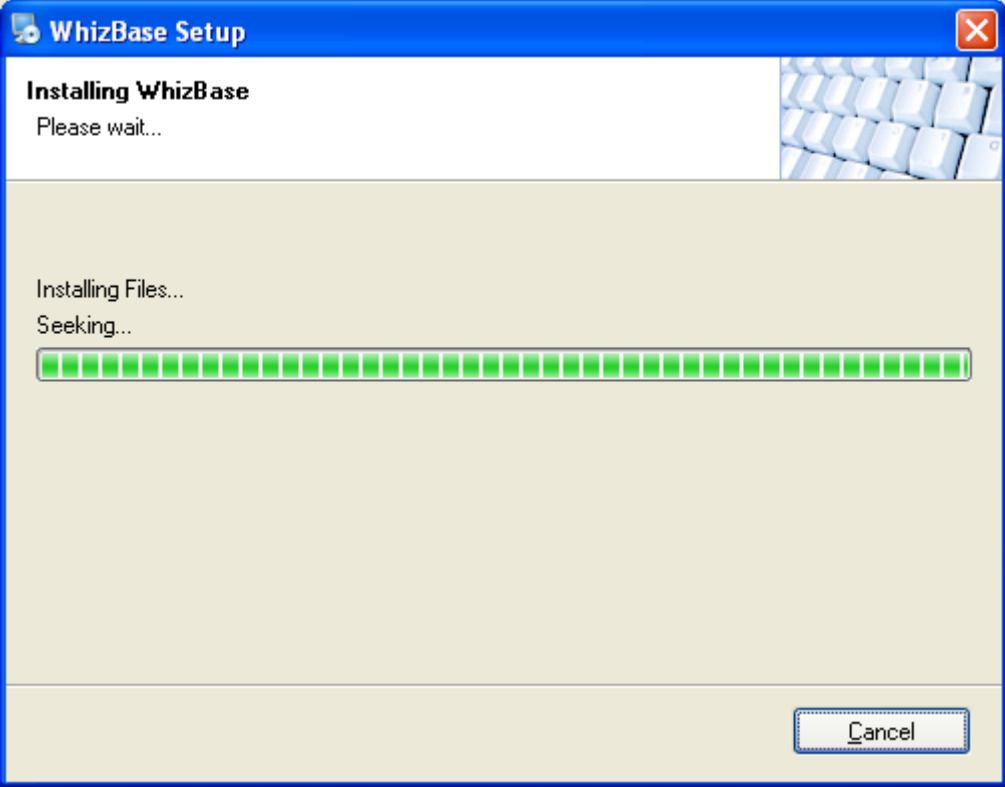 WhizBase Setup
Installing WhizBase
Please wait...
Installing Files...
Seeking...
Cancel